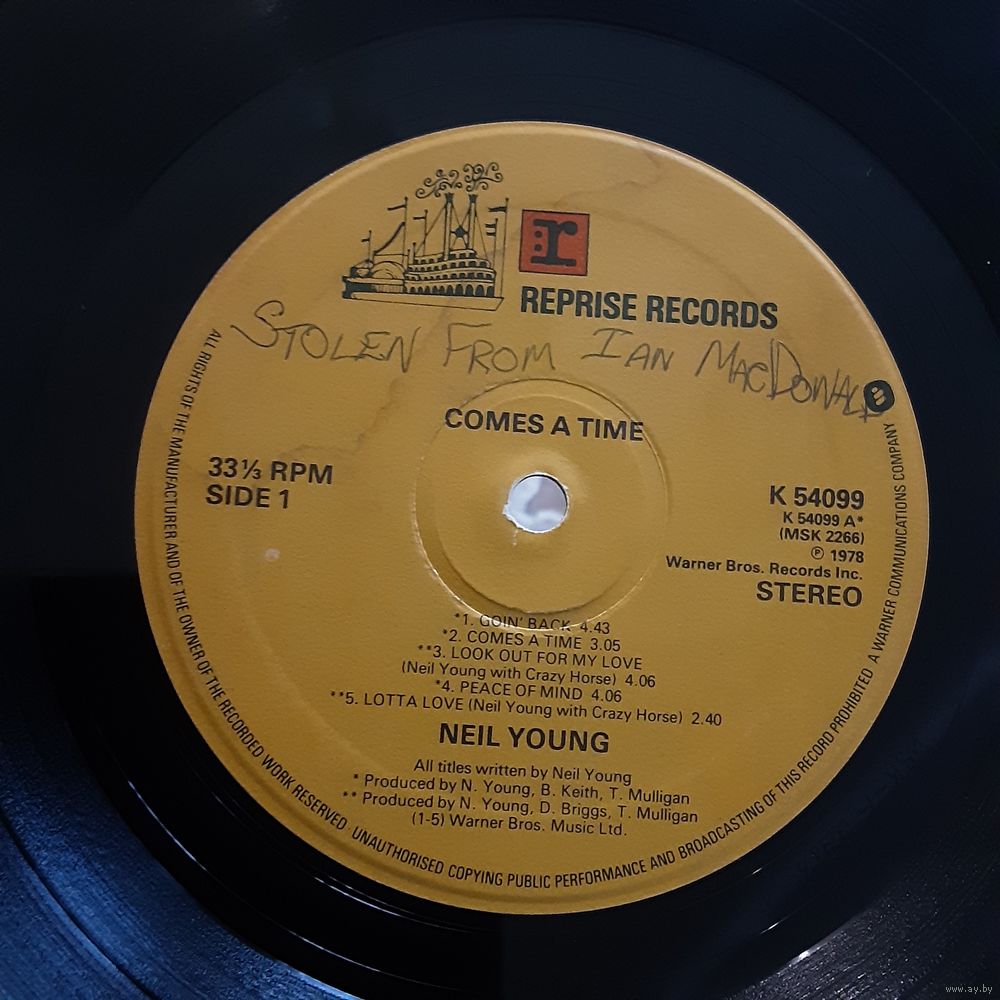 r
REPRISE RECORDS
STOLEN FROM IAN MACDONALD
COMES A TIME
33⅓ RPM
SIDE 1
K 54099
K 54099 A*
(MSK 2266)
℗ 1978
Warner Bros. Records Inc.
STEREO
*1. GOIN' BACK 4.43
*2. COMES A TIME 3.05
**3. LOOK OUT FOR MY LOVE
(Neil Young with Crazy Horse) 4.06
*4. PEACE OF MIND 4.06
**5. LOTTA LOVE (Neil Young with Crazy Horse) 2.40
NEIL YOUNG
All titles written by Neil Young
* Produced by N. Young, B. Keith, T. Mulligan
** Produced by N. Young, D. Briggs, T. Mulligan
(1-5) Warner Bros. Music Ltd.
ALL RIGHTS OF THE MANUFACTURER AND OF THE OWNER OF THE RECORDED WORK RESERVED. UNAUTHORISED COPYING PUBLIC PERFORMANCE AND BROADCASTING OF THIS RECORD PROHIBITED A WARNER COMMUNICATIONS COMPANY
www.ay.by